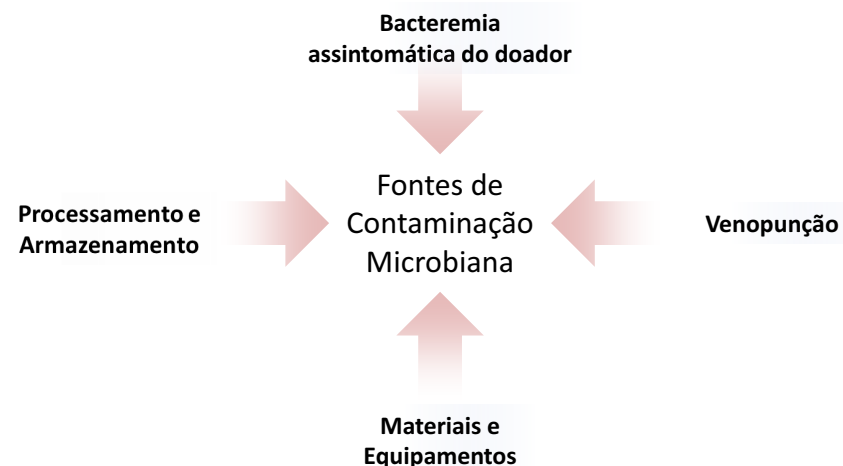 Bacteremia
assintomática do doador
Processamento e
Armazenamento
Fontes de
Contaminação
Microbiana
Venopunção
Materiais e
Equipamentos